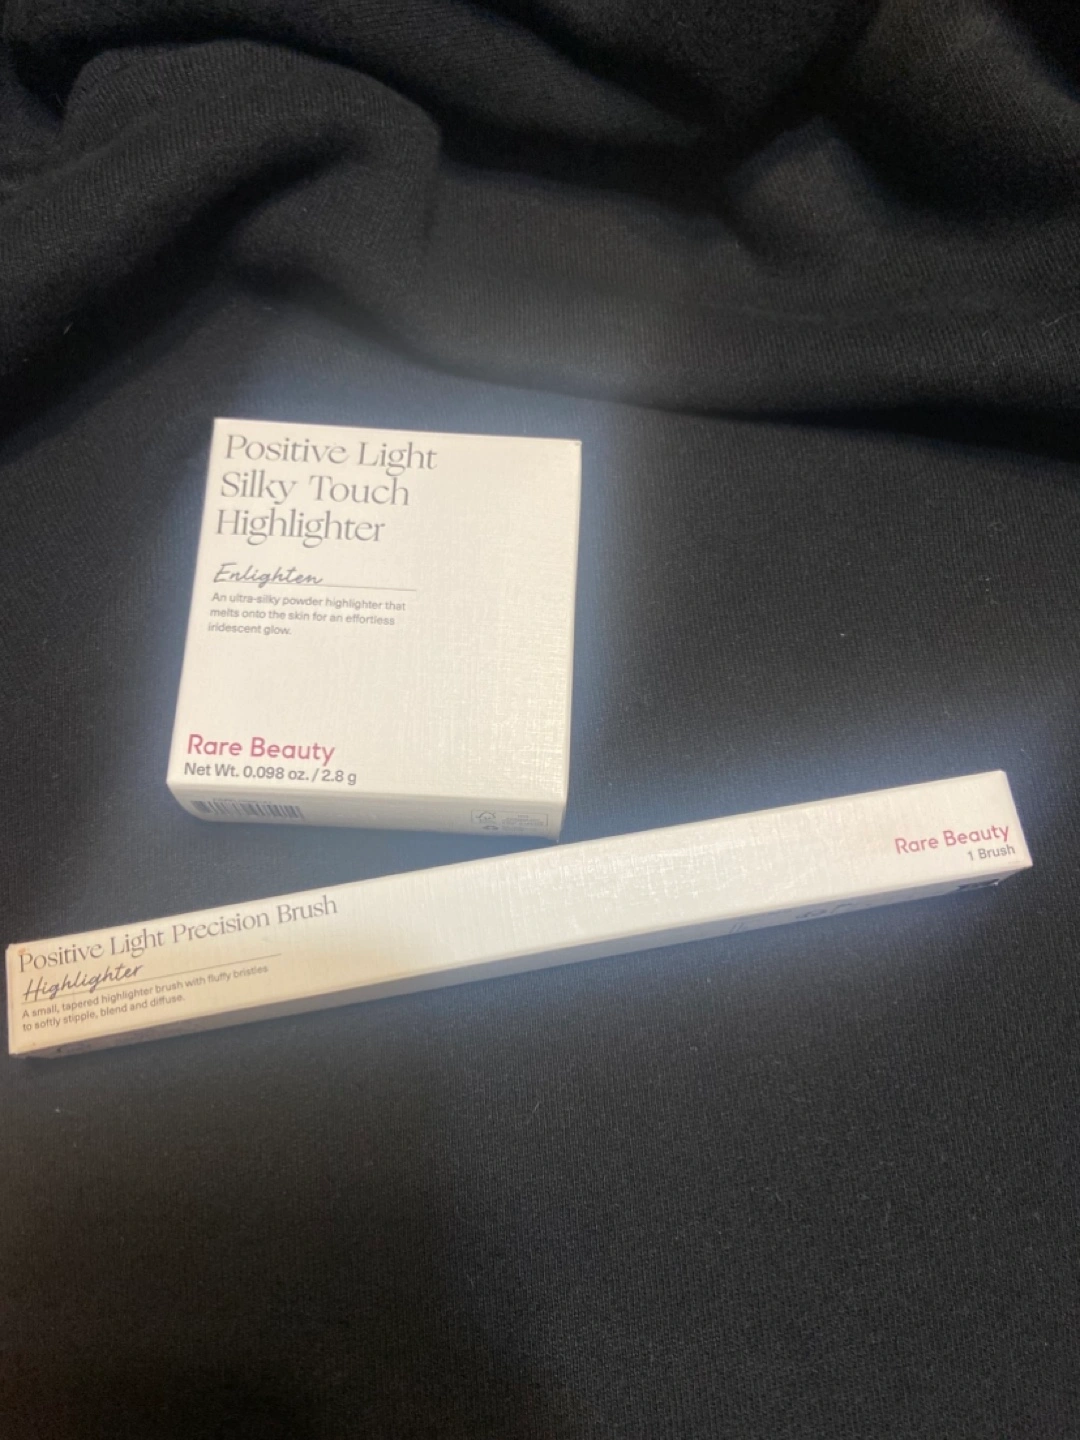 Positive Light
Silky Touch
Highlighter
Enlighten
An ultra-silky powder highlighter that
melts onto the skin for an effortless
iridescent glow.
Rare Beauty
Net Wt. 0.098 oz. / 2.8 g
Positive Light Precision Brush
Highlighter
A small, tapered highlighter brush with fluffy bristles
to softly stipple, blend and diffuse.
Rare Beauty
1 Brush